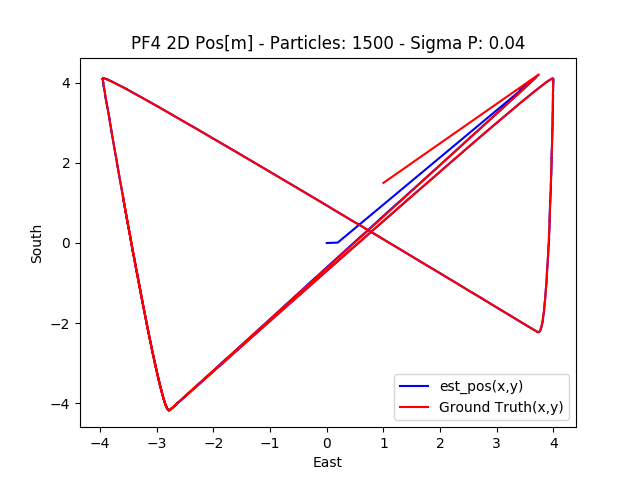 PF4 2D Pos[m] - Particles: 1500 - Sigma P: 0.04
4
2
0
−2
−4
South
−4
−3
−2
−1
0
1
2
3
4
East
est_pos(x,y)
Ground Truth(x,y)